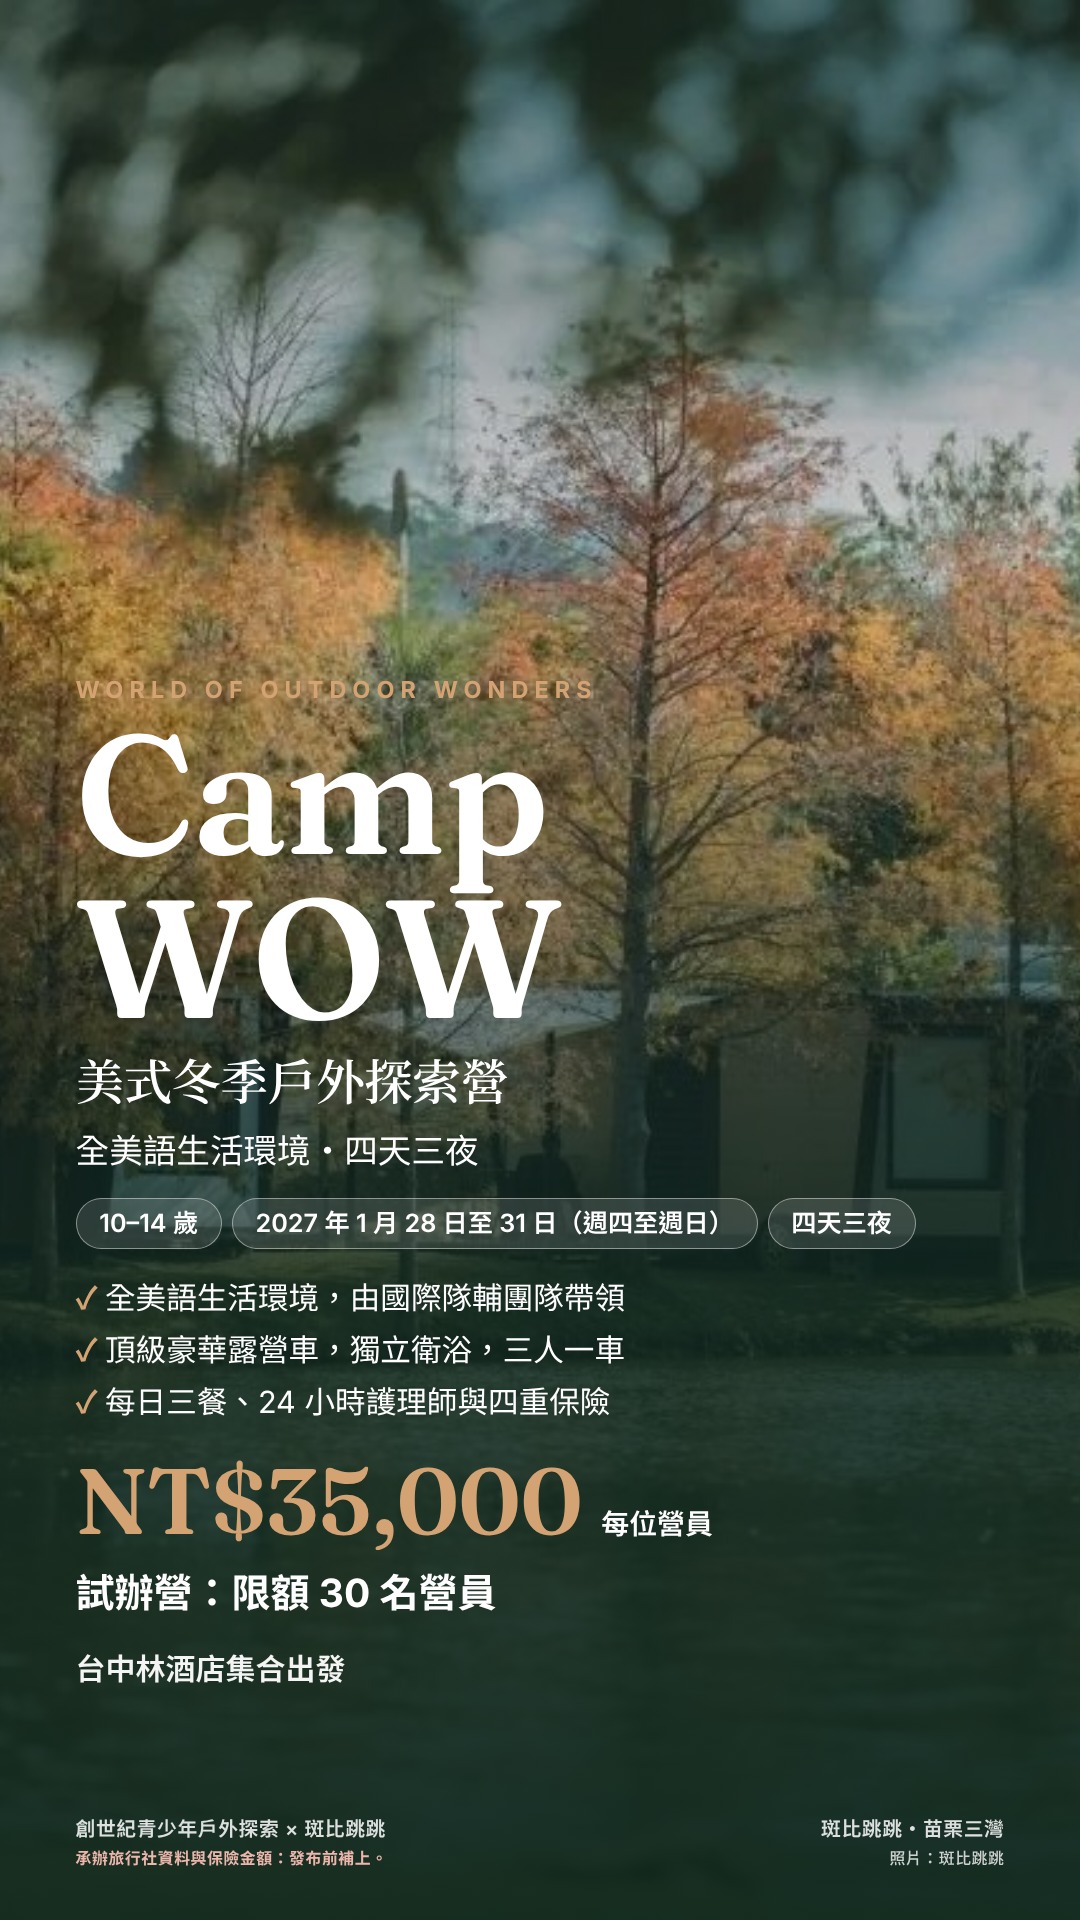 WORLD OF OUTDOOR WONDERS
Camp
WOW
美式冬季戶外探索營
全美語生活環境・四天三夜
10–14 歲
2027 年 1 月 28 日至 31 日（週四至週日）
四天三夜
✓ 全美語生活環境，由國際隊輔團隊帶領
✓ 頂級豪華露營車，獨立衛浴，三人一車
✓ 每日三餐、24 小時護理師與四重保險
NT$35,000 每位營員
試辦營：限額 30 名營員
台中林酒店集合出發
創世紀青少年戶外探索 × 斑比跳跳
承辦旅行社資料與保險金額：發布前補上。
斑比跳跳・苗栗三灣
照片：斑比跳跳